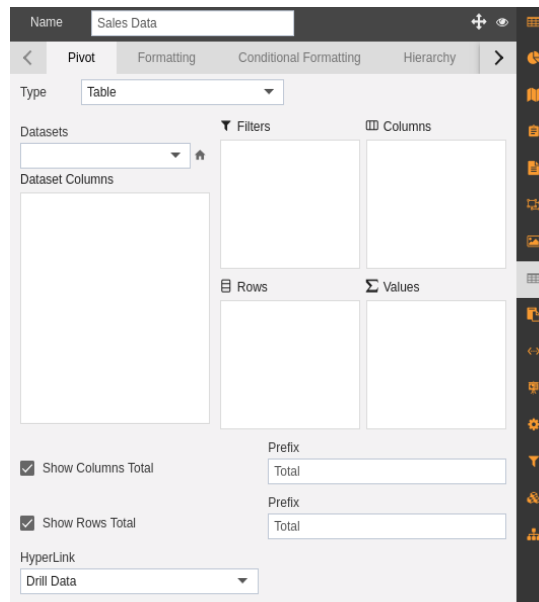 Name Sales Data
Pivot Formatting Conditional Formatting Hierarchy
Type Table
Datasets
Filters Columns
Dataset Columns
Rows Values
Prefix
Show Columns Total Total
Prefix
Show Rows Total Total
HyperLink
Drill Data